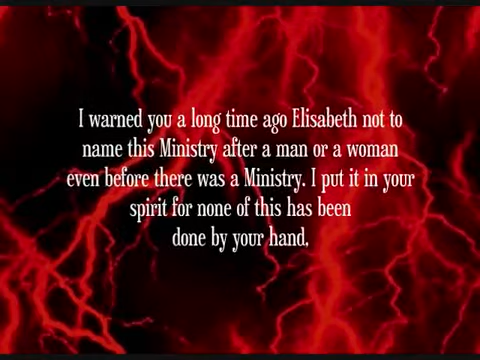 I warned you a long time ago Elisabeth not to
name this Ministry after a man or a woman
even before there was a Ministry. I put it in your
spirit for none of this has been
done by your hand.